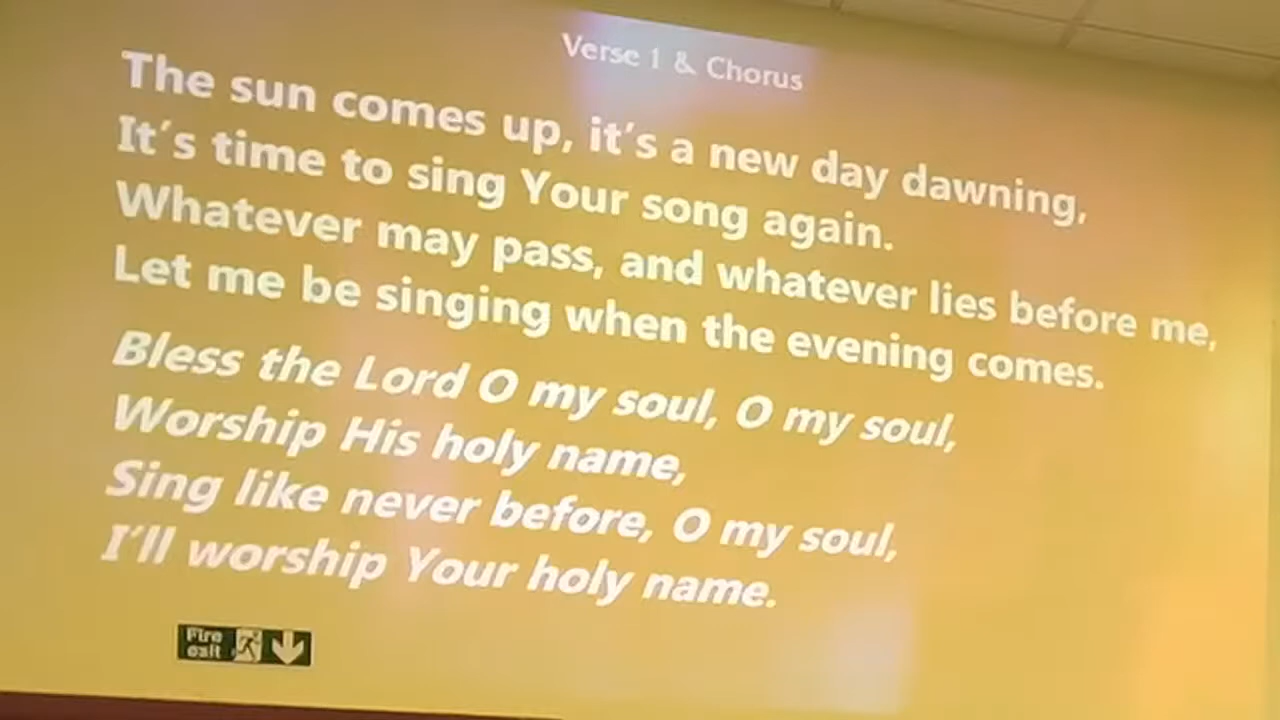 Verse 1 & Chorus
The sun comes up, it's a new day dawning,
It's time to sing Your song again.
Whatever may pass, and whatever lies before me,
Let me be singing when the evening comes.
Bless the Lord O my soul, O my soul,
Worship His holy name,
Sing like never before, O my soul,
I'll worship Your holy name.
Fire
exit